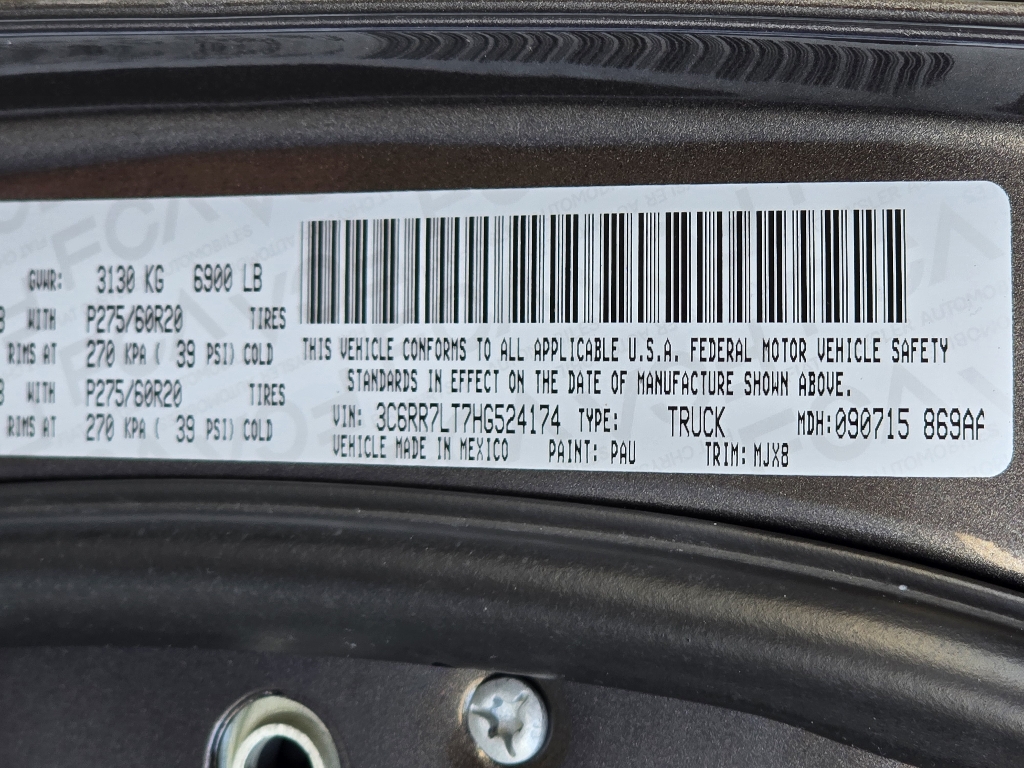 GVWR: 3130 KG 6900 LB
WITH P275/60R20 TIRES
RIMS AT 270 KPA ( 39 PSI) COLD
WITH P275/60R20 TIRES
RIMS AT 270 KPA ( 39 PSI) COLD
THIS VEHICLE CONFORMS TO ALL APPLICABLE U.S.A. FEDERAL MOTOR VEHICLE SAFETY
STANDARDS IN EFFECT ON THE DATE OF MANUFACTURE SHOWN ABOVE.
VIN: 3C6RR7LT7HG524174 TYPE: TRUCK MDH:090715 869AA
VEHICLE MADE IN MEXICO PAINT: PAU TRIM: MJX8